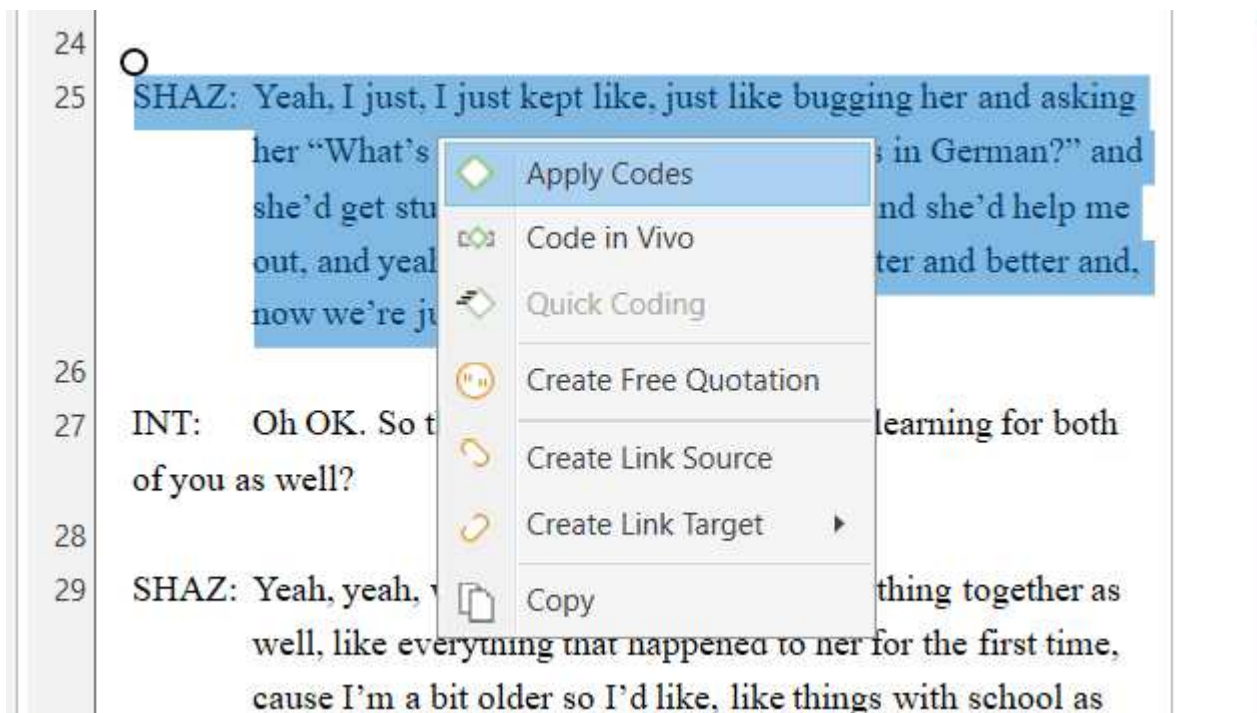 24
25 SHAZ: Yeah, I just, I just kept like, just like bugging her and asking
her “What’s in German?” and
she’d get she’d help me
out, and ter and better and,
now we’re
26
27 INT: Oh OK. So learning for both
of you as well?
28
29 SHAZ: Yeah, yeah, thing together as
well, like everything that happened to her for the first time,
cause I’m a bit older so I’d like, like things with school as
Apply Codes
Code in Vivo
Quick Coding
Create Free Quotation
Create Link Source
Create Link Target
Copy